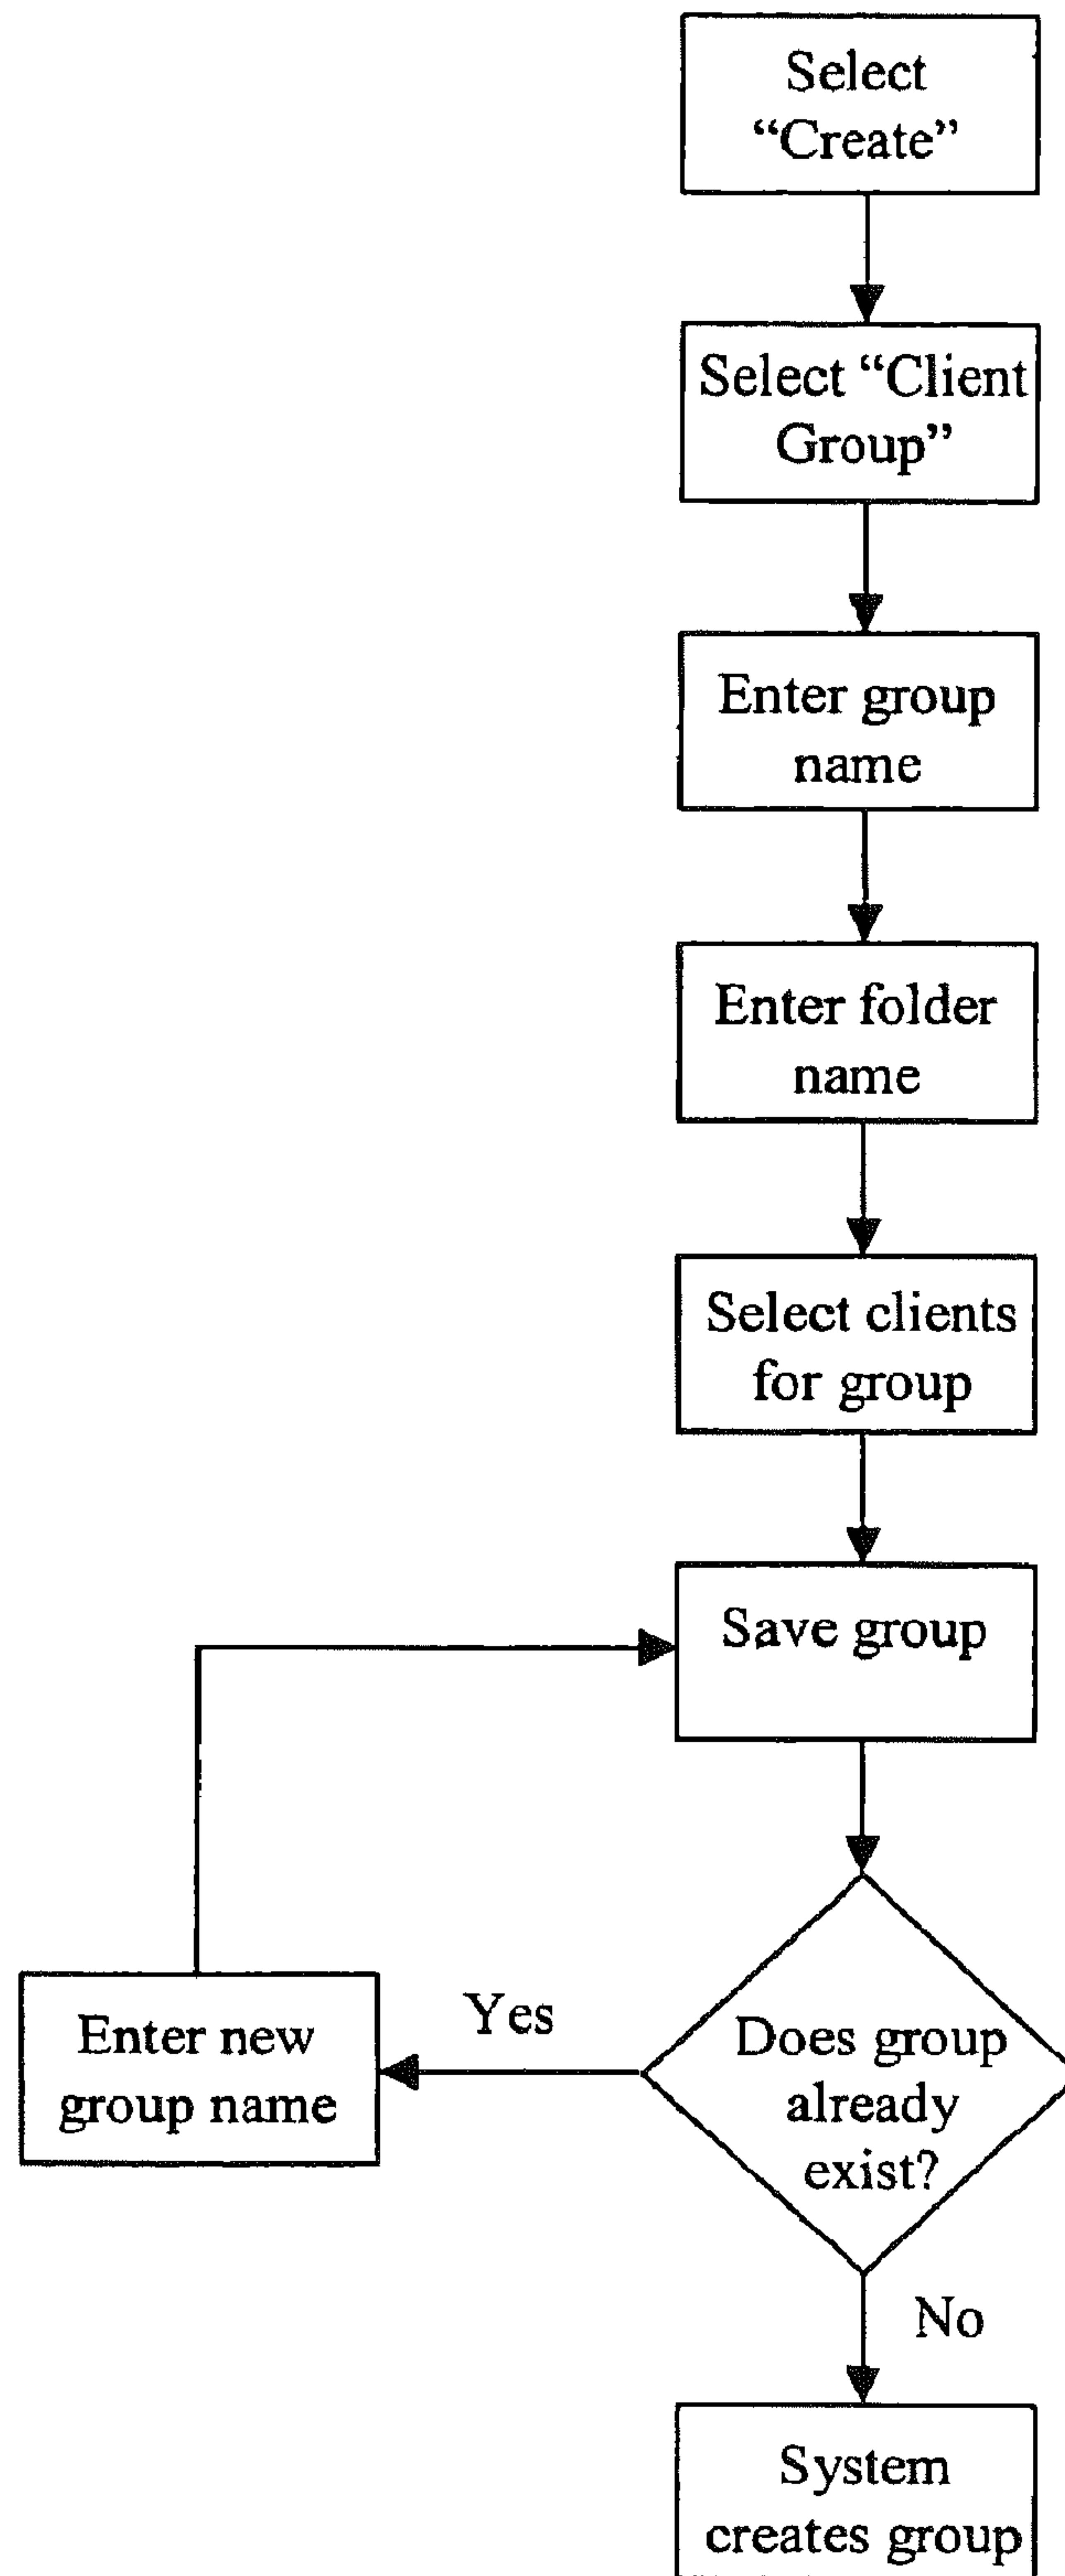 Select
“Create”
Select “Client
Group”
Enter group
name
Enter folder
name
Select clients
for group
Save group
Does group
already
exist?
Yes
Enter new
group name
No
System
creates group